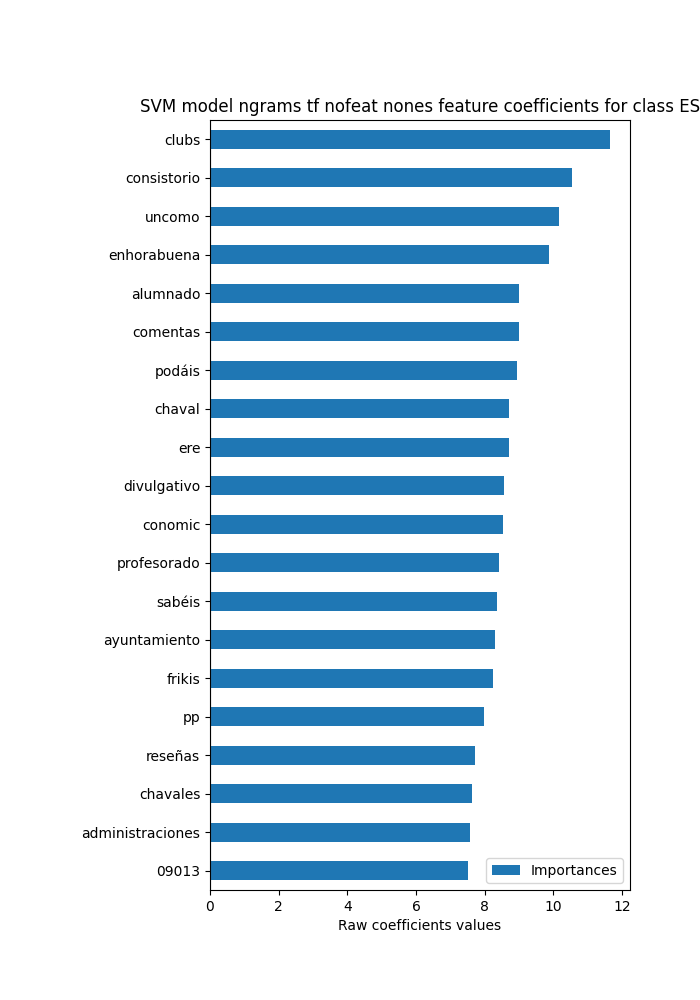 SVM model ngrams tf nofeat nones feature coefficients for class ES
clubs
consistorio
uncomo
enhorabuena
alumnado
comentas
podáis
chaval
ere
divulgativo
conomic
profesorado
sabéis
ayuntamiento
frikis
pp
reseñas
chavales
administraciones
09013
Importances
0 2 4 6 8 10 12
Raw coefficients values